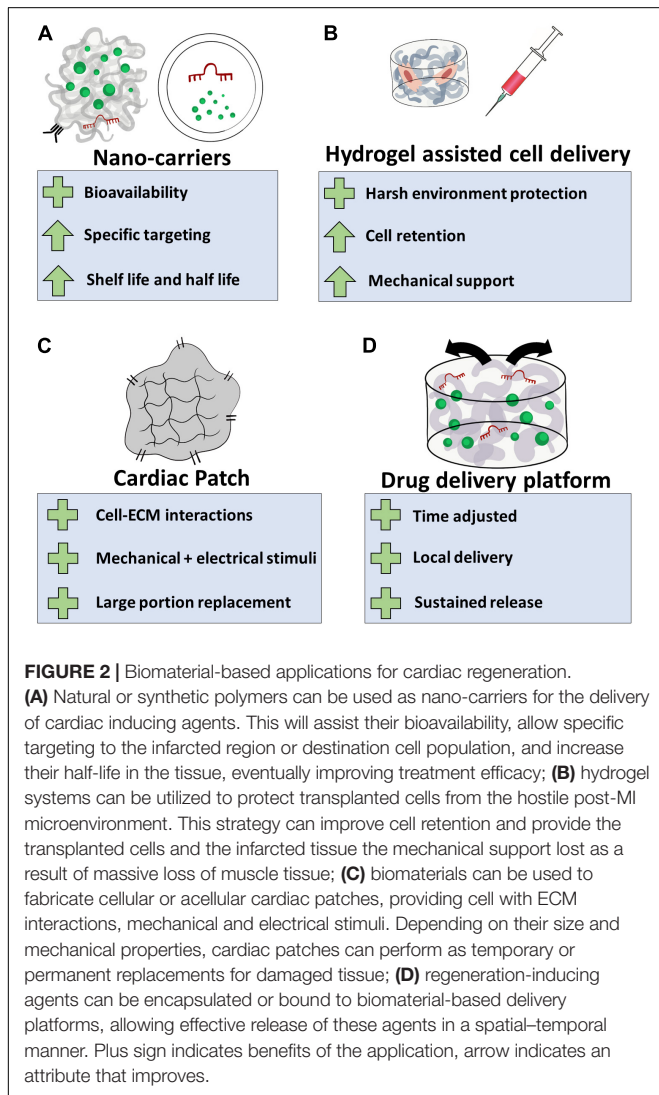 A
B
Nano-carriers
Hydrogel assisted cell delivery
Bioavailability
Specific targeting
Shelf life and half life
Harsh environment protection
Cell retention
Mechanical support
C
D
Cardiac Patch
Drug delivery platform
Cell-ECM interactions
Mechanical + electrical stimuli
Large portion replacement
Time adjusted
Local delivery
Sustained release
FIGURE 2 | Biomaterial-based applications for cardiac regeneration.
(A) Natural or synthetic polymers can be used as nano-carriers for the delivery
of cardiac inducing agents. This will assist their bioavailability, allow specific
targeting to the infarcted region or destination cell population, and increase
their half-life in the tissue, eventually improving treatment efficacy; (B) hydrogel
systems can be utilized to protect transplanted cells from the hostile post-MI
microenvironment. This strategy can improve cell retention and provide the
transplanted cells and the infarcted tissue the mechanical support lost as a
result of massive loss of muscle tissue; (C) biomaterials can be used to
fabricate cellular or acellular cardiac patches, providing cell with ECM
interactions, mechanical and electrical stimuli. Depending on their size and
mechanical properties, cardiac patches can perform as temporary or
permanent replacements for damaged tissue; (D) regeneration-inducing
agents can be encapsulated or bound to biomaterial-based delivery
platforms, allowing effective release of these agents in a spatial–temporal
manner. Plus sign indicates benefits of the application, arrow indicates an
attribute that improves.